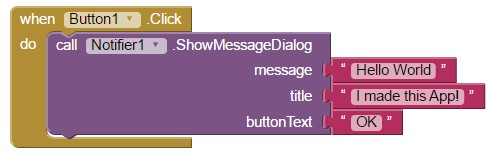 when Button1 .Click
do call Notifier1 .ShowMessageDialog
message " Hello World "
title " I made this App! "
buttonText " OK "